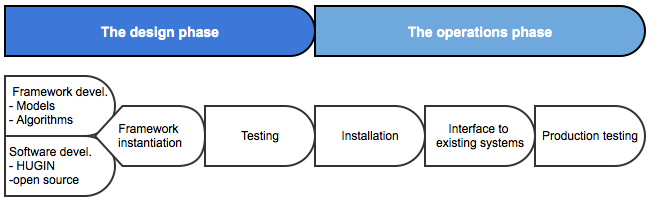 The design phase
The operations phase
Framework devel.
- Models
- Algorithms
Software devel.
- HUGIN
-open source
Framework
instantiation
Testing
Installation
Interface to
existing systems
Production testing